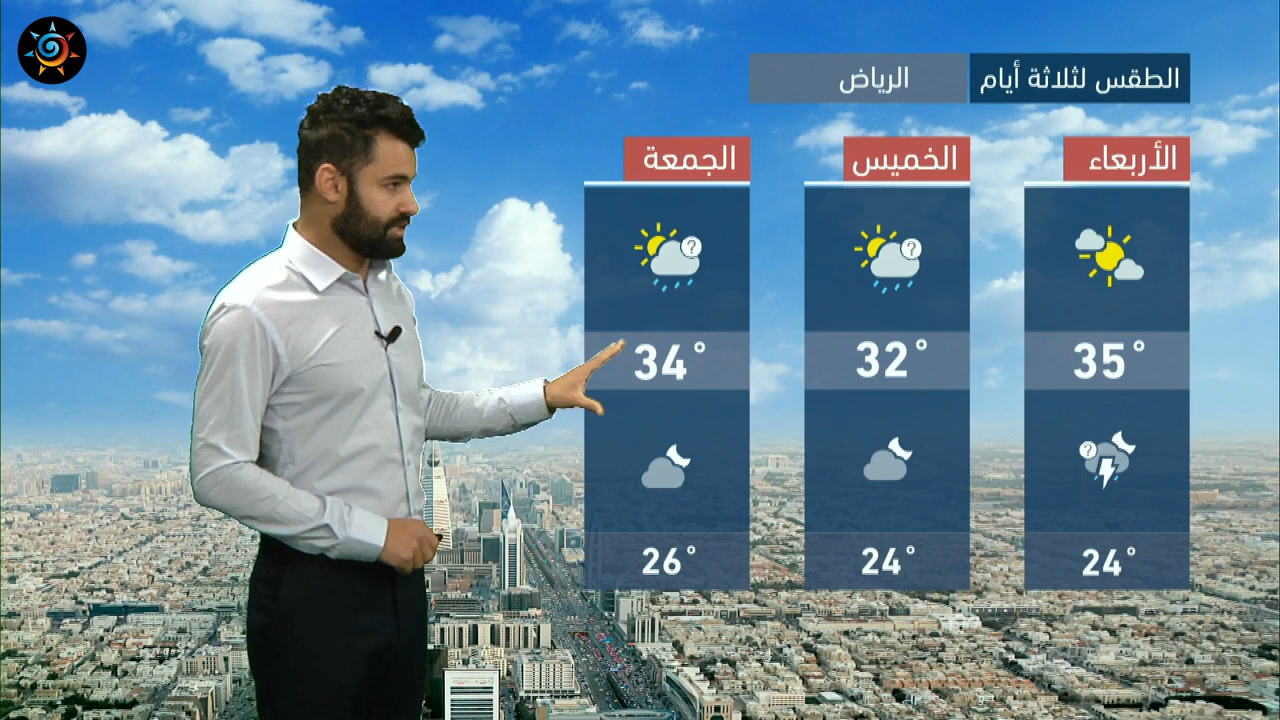 الطقس لثلاثة أيام
الرياض
الأربعاء
الخميس
الجمعة
? ?
35° 32° 34°
?
24° 24° 26°